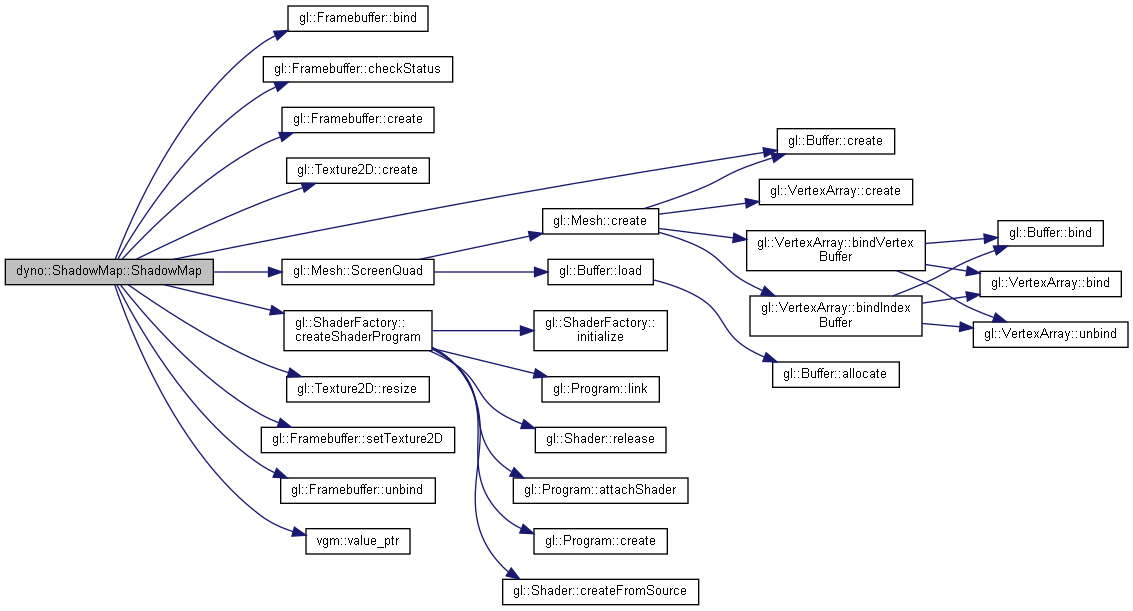 gl::Framebuffer::bind
gl::Framebuffer::checkStatus
gl::Framebuffer::create
gl::Texture2D::create
dyno::ShadowMap::ShadowMap
gl::Mesh::ScreenQuad
gl::ShaderFactory::
createShaderProgram
gl::Texture2D::resize
gl::Framebuffer::setTexture2D
gl::Framebuffer::unbind
vgm::value_ptr
gl::Mesh::create
gl::Buffer::load
gl::ShaderFactory::
initialize
gl::Program::link
gl::Shader::release
gl::Program::attachShader
gl::Program::create
gl::Shader::createFromSource
gl::Buffer::create
gl::VertexArray::create
gl::VertexArray::bindVertex
Buffer
gl::VertexArray::bindIndex
Buffer
gl::Buffer::allocate
gl::Buffer::bind
gl::VertexArray::bind
gl::VertexArray::unbind